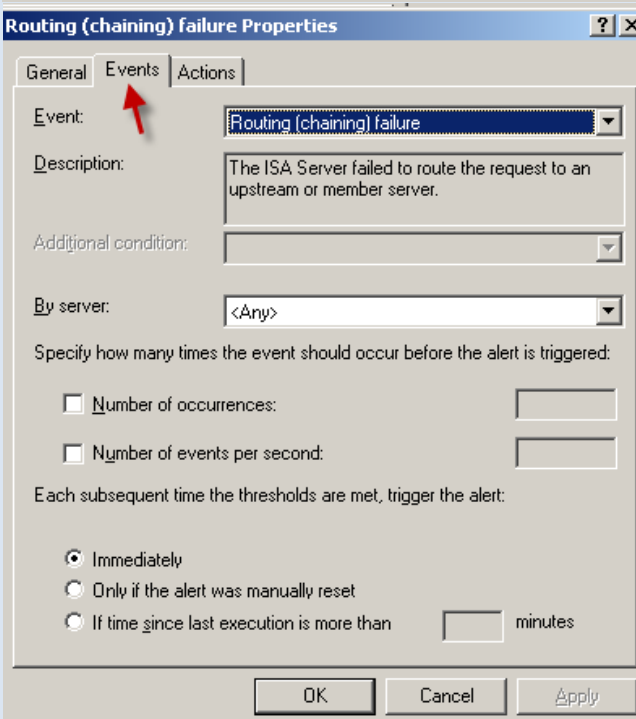 Routing (chaining) failure Properties
General Events Actions
Event: Routing (chaining) failure
Description: The ISA Server failed to route the request to an
upstream or member server.
Additional condition:
By server: <Any>
Specify how many times the event should occur before the alert is triggered:
Number of occurrences:
Number of events per second:
Each subsequent time the thresholds are met, trigger the alert:
Immediately
Only if the alert was manually reset
If time since last execution is more than minutes
OK Cancel Apply